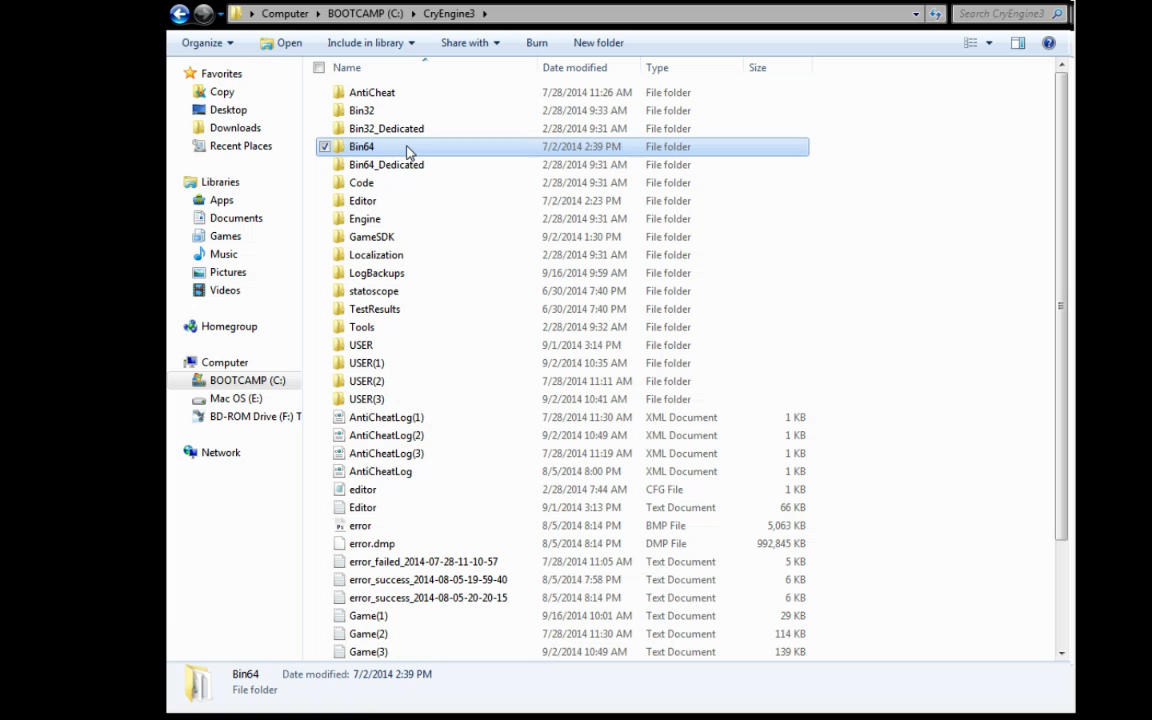 Computer ▸ BOOTCAMP (C:) ▸ CryEngine3 ▸ Search CryEngine3
Organize Open Include in library Share with Burn New folder
Name Date modified Type Size
Favorites
Copy
Desktop
Downloads
Recent Places
Libraries
Apps
Documents
Games
Music
Pictures
Videos
Homegroup
Computer
BOOTCAMP (C:)
Mac OS (E:)
BD-ROM Drive (F:) T
Network
AntiCheat 7/28/2014 11:26 AM File folder
Bin32 2/28/2014 9:33 AM File folder
Bin32_Dedicated 2/28/2014 9:31 AM File folder
Bin64 7/2/2014 2:39 PM File folder
Bin64_Dedicated 2/28/2014 9:31 AM File folder
Code 2/28/2014 9:31 AM File folder
Editor 7/2/2014 2:23 PM File folder
Engine 2/28/2014 9:31 AM File folder
GameSDK 9/2/2014 1:30 PM File folder
Localization 2/28/2014 9:31 AM File folder
LogBackups 9/16/2014 9:59 AM File folder
statoscope 6/30/2014 7:40 PM File folder
TestResults 6/30/2014 7:40 PM File folder
Tools 2/28/2014 9:32 AM File folder
USER 9/1/2014 3:14 PM File folder
USER(1) 9/2/2014 10:35 AM File folder
USER(2) 7/28/2014 11:11 AM File folder
USER(3) 9/2/2014 10:41 AM File folder
AntiCheatLog(1) 7/28/2014 11:30 AM XML Document 1 KB
AntiCheatLog(2) 9/2/2014 10:49 AM XML Document 1 KB
AntiCheatLog(3) 7/28/2014 11:19 AM XML Document 1 KB
AntiCheatLog 8/5/2014 8:00 PM XML Document 1 KB
editor 2/28/2014 7:44 AM CFG File 1 KB
Editor 9/1/2014 3:13 PM Text Document 66 KB
error 8/5/2014 8:14 PM BMP File 5,063 KB
error.dmp 8/5/2014 8:14 PM DMP File 992,845 KB
error_failed_2014-07-28-11-10-57 7/28/2014 11:05 AM Text Document 5 KB
error_success_2014-08-05-19-59-40 8/5/2014 7:58 PM Text Document 6 KB
error_success_2014-08-05-20-20-15 8/5/2014 8:14 PM Text Document 6 KB
Game(1) 9/16/2014 10:01 AM Text Document 29 KB
Game(2) 7/28/2014 11:30 AM Text Document 114 KB
Game(3) 9/2/2014 10:49 AM Text Document 139 KB
Bin64 Date modified: 7/2/2014 2:39 PM
File folder